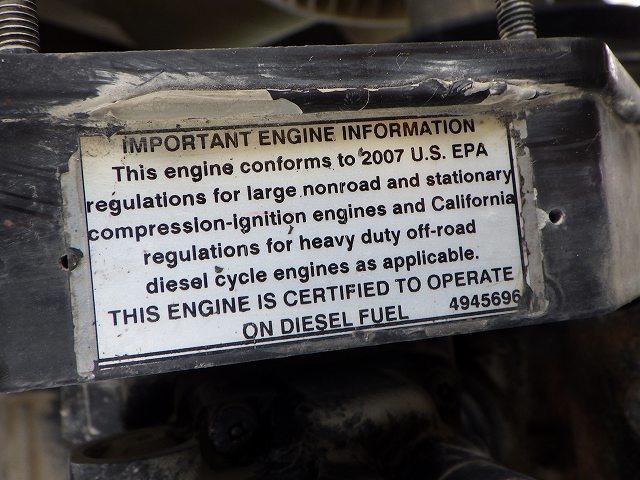 IMPORTANT ENGINE INFORMATION
This engine conforms to 2007 U.S. EPA
regulations for large nonroad and stationary
compression-ignition engines and California
regulations for heavy duty off-road
diesel cycle engines as applicable.
THIS ENGINE IS CERTIFIED TO OPERATE
ON DIESEL FUEL 4945696